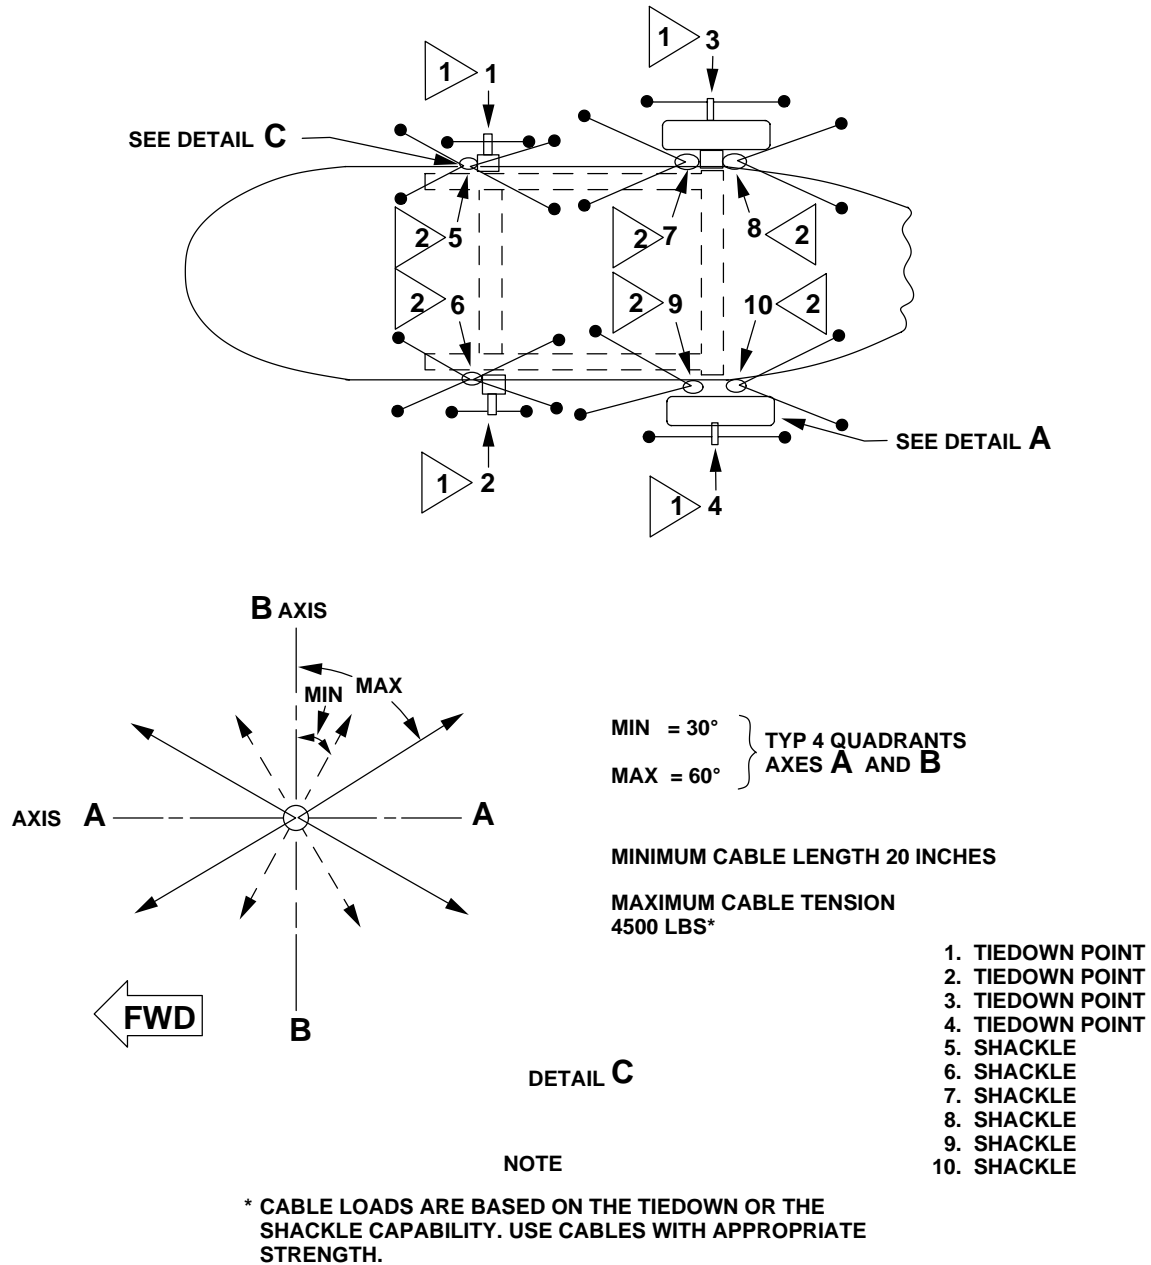 1 3
1 1
SEE DETAIL C
2 5
2 7
8 2
2 6
2 9
10 2
SEE DETAIL A
1 2
1 4
B AXIS
MIN MAX
AXIS A A
B
FWD
MIN = 30°
MAX = 60°
TYP 4 QUADRANTS
AXES A AND B
MINIMUM CABLE LENGTH 20 INCHES
MAXIMUM CABLE TENSION
4500 LBS*
1. TIEDOWN POINT
2. TIEDOWN POINT
3. TIEDOWN POINT
4. TIEDOWN POINT
5. SHACKLE
6. SHACKLE
7. SHACKLE
8. SHACKLE
9. SHACKLE
10. SHACKLE
DETAIL C
NOTE
* CABLE LOADS ARE BASED ON THE TIEDOWN OR THE
SHACKLE CAPABILITY. USE CABLES WITH APPROPRIATE
STRENGTH.